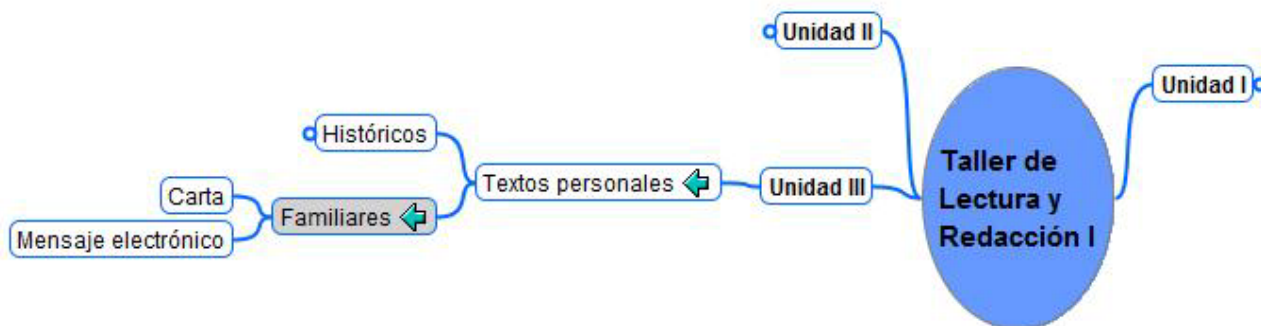 Unidad II
Unidad I
Históricos
Textos personales
Unidad III
Taller de
Lectura y
Redacción I
Carta
Familiares
Mensaje electrónico